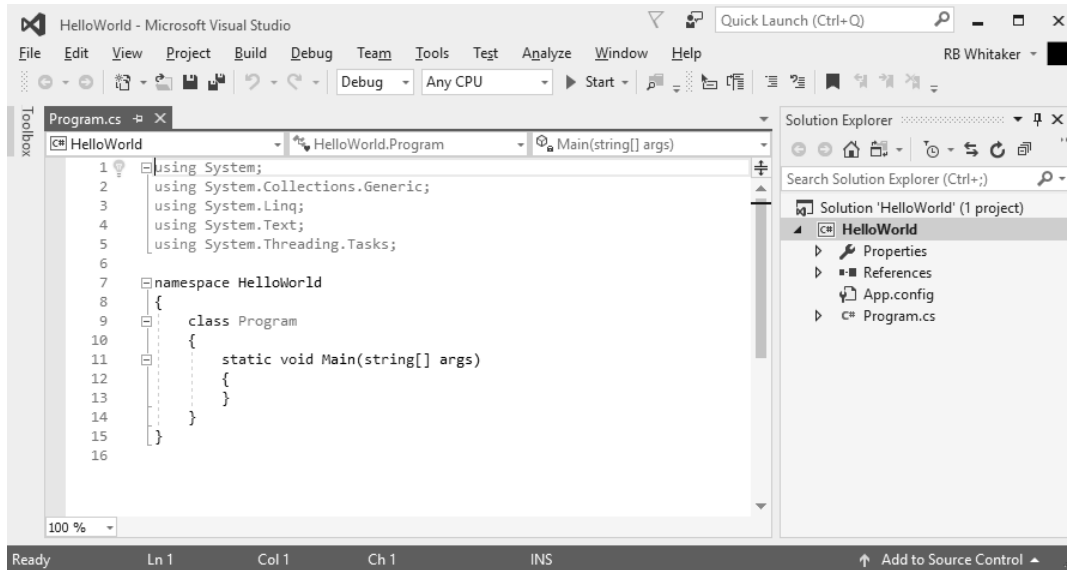 HelloWorld - Microsoft Visual Studio
Quick Launch (Ctrl+Q)
File Edit View Project Build Debug Team Tools Test Analyze Window Help
RB Whitaker
Debug Any CPU Start
Toolbox
Program.cs
HelloWorld HelloWorld.Program Main(string[] args)
1 using System;
2 using System.Collections.Generic;
3 using System.Linq;
4 using System.Text;
5 using System.Threading.Tasks;
6
7 namespace HelloWorld
8 {
9 class Program
10 {
11 static void Main(string[] args)
12 {
13 }
14 }
15 }
16
100 %
Solution Explorer
Search Solution Explorer (Ctrl+;)
Solution 'HelloWorld' (1 project)
C# HelloWorld
Properties
References
App.config
C# Program.cs
Ready Ln 1 Col 1 Ch 1 INS Add to Source Control